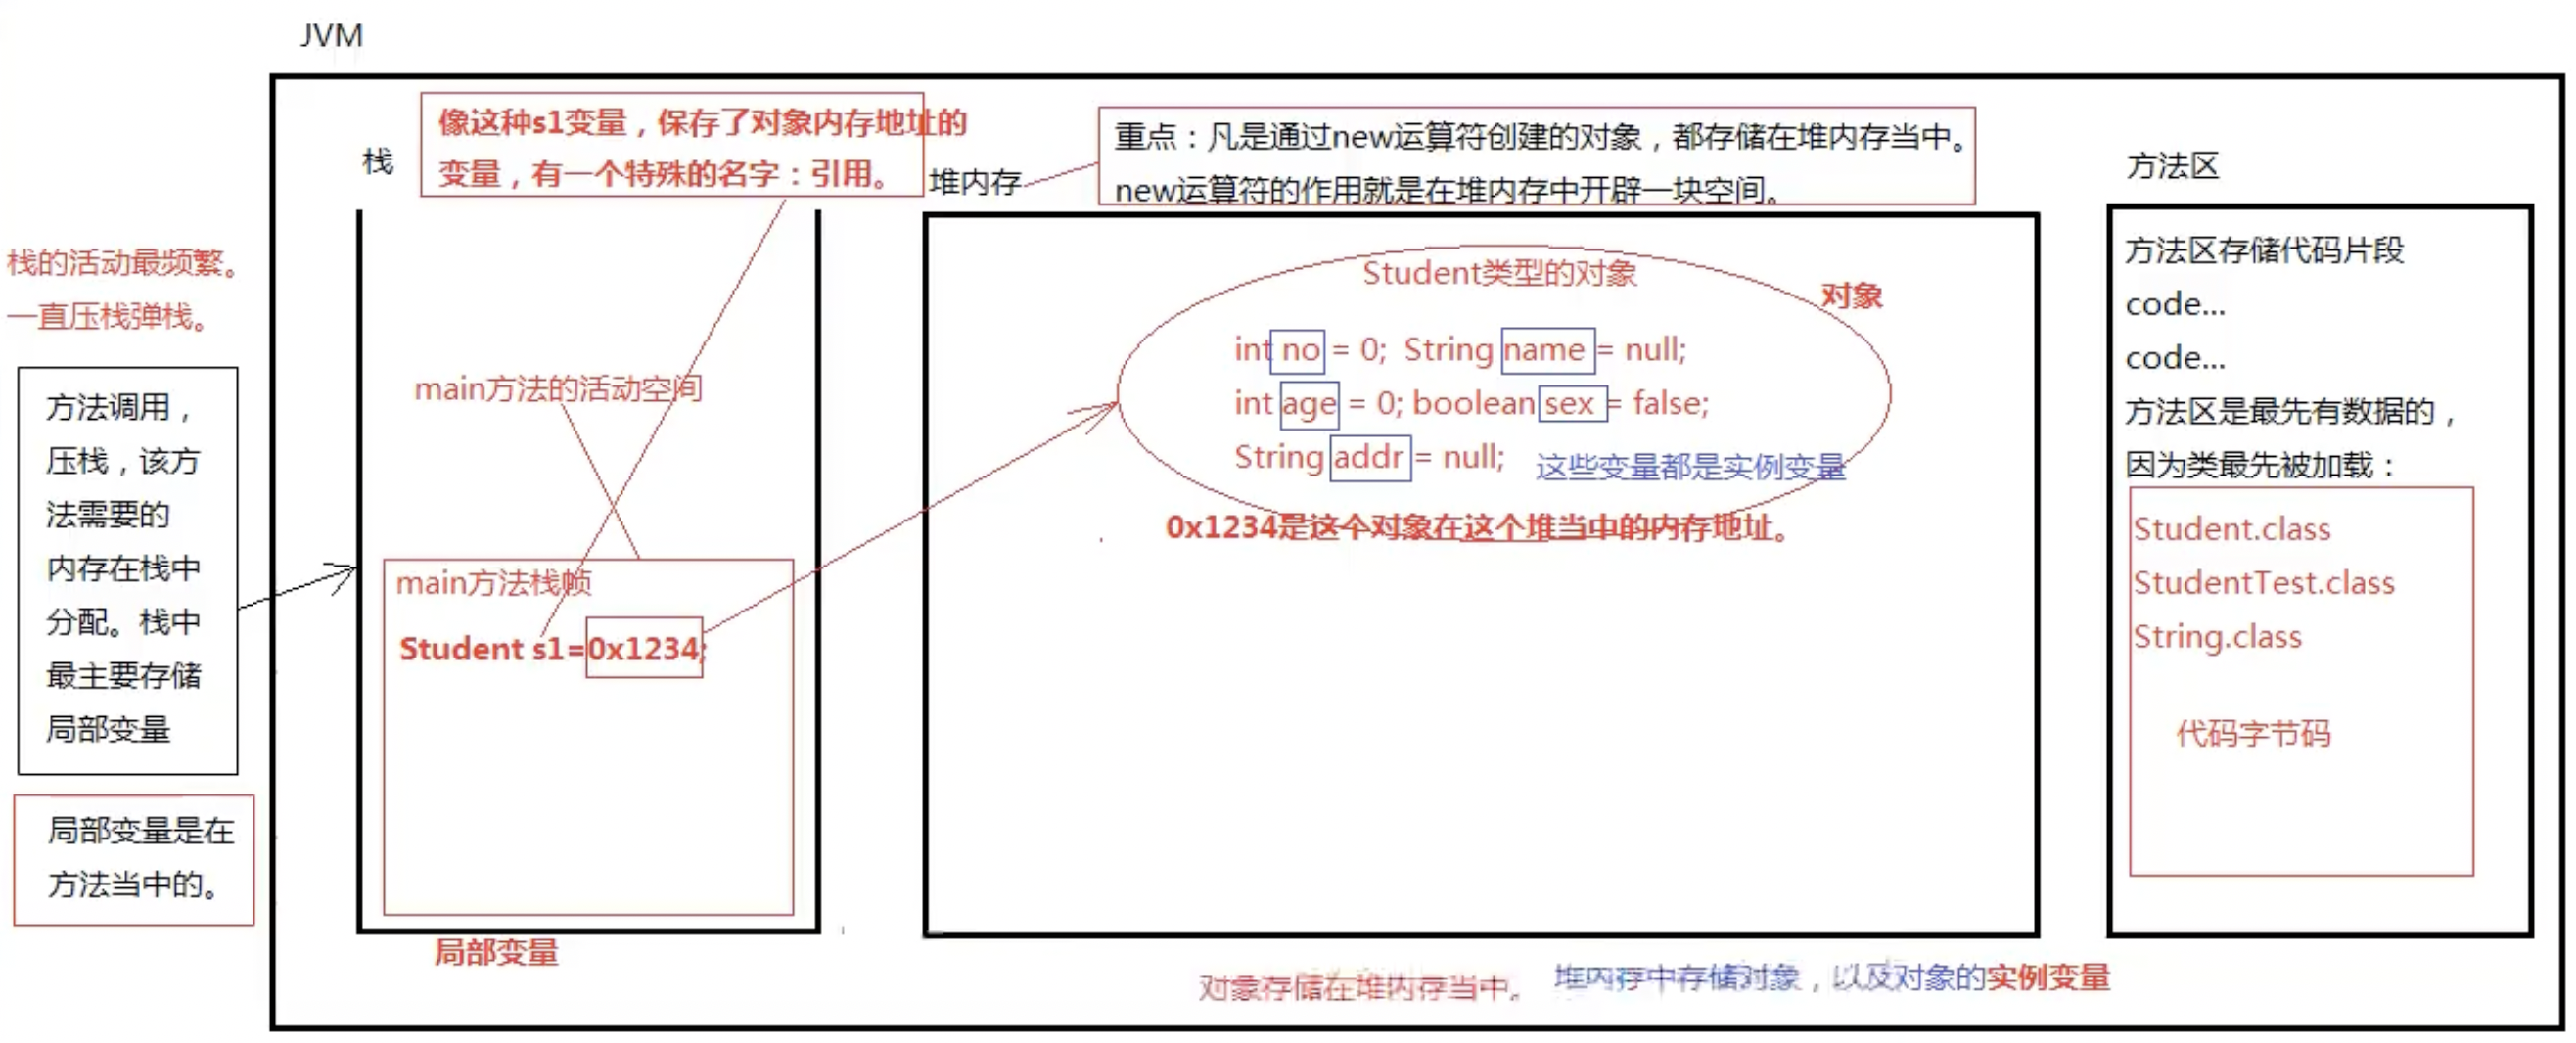 JVM
栈
像这种s1变量，保存了对象内存地址的
变量，有一个特殊的名字：引用。
堆内存
重点：凡是通过new运算符创建的对象，都存储在堆内存当中。
new运算符的作用就是在堆内存中开辟一块空间。
方法区
栈的活动最频繁。
一直压栈弹栈。
方法调用，
压栈，该方
法需要的
内存在栈中
分配。栈中
最主要存储
局部变量
局部变量是在
方法当中的。
main方法的活动空间
main方法栈帧
Student s1=0x1234;
局部变量
Student类型的对象
对象
int no = 0; String name = null;
int age = 0; boolean sex = false;
String addr = null;
这些变量都是实例变量
0x1234是这个对象在这个堆当中的内存地址。
对象存储在堆内存当中。
堆内存中存储对象，以及对象的实例变量
方法区存储代码片段
code...
code...
方法区是最先有数据的，
因为类最先被加载：
Student.class
StudentTest.class
String.class
代码字节码